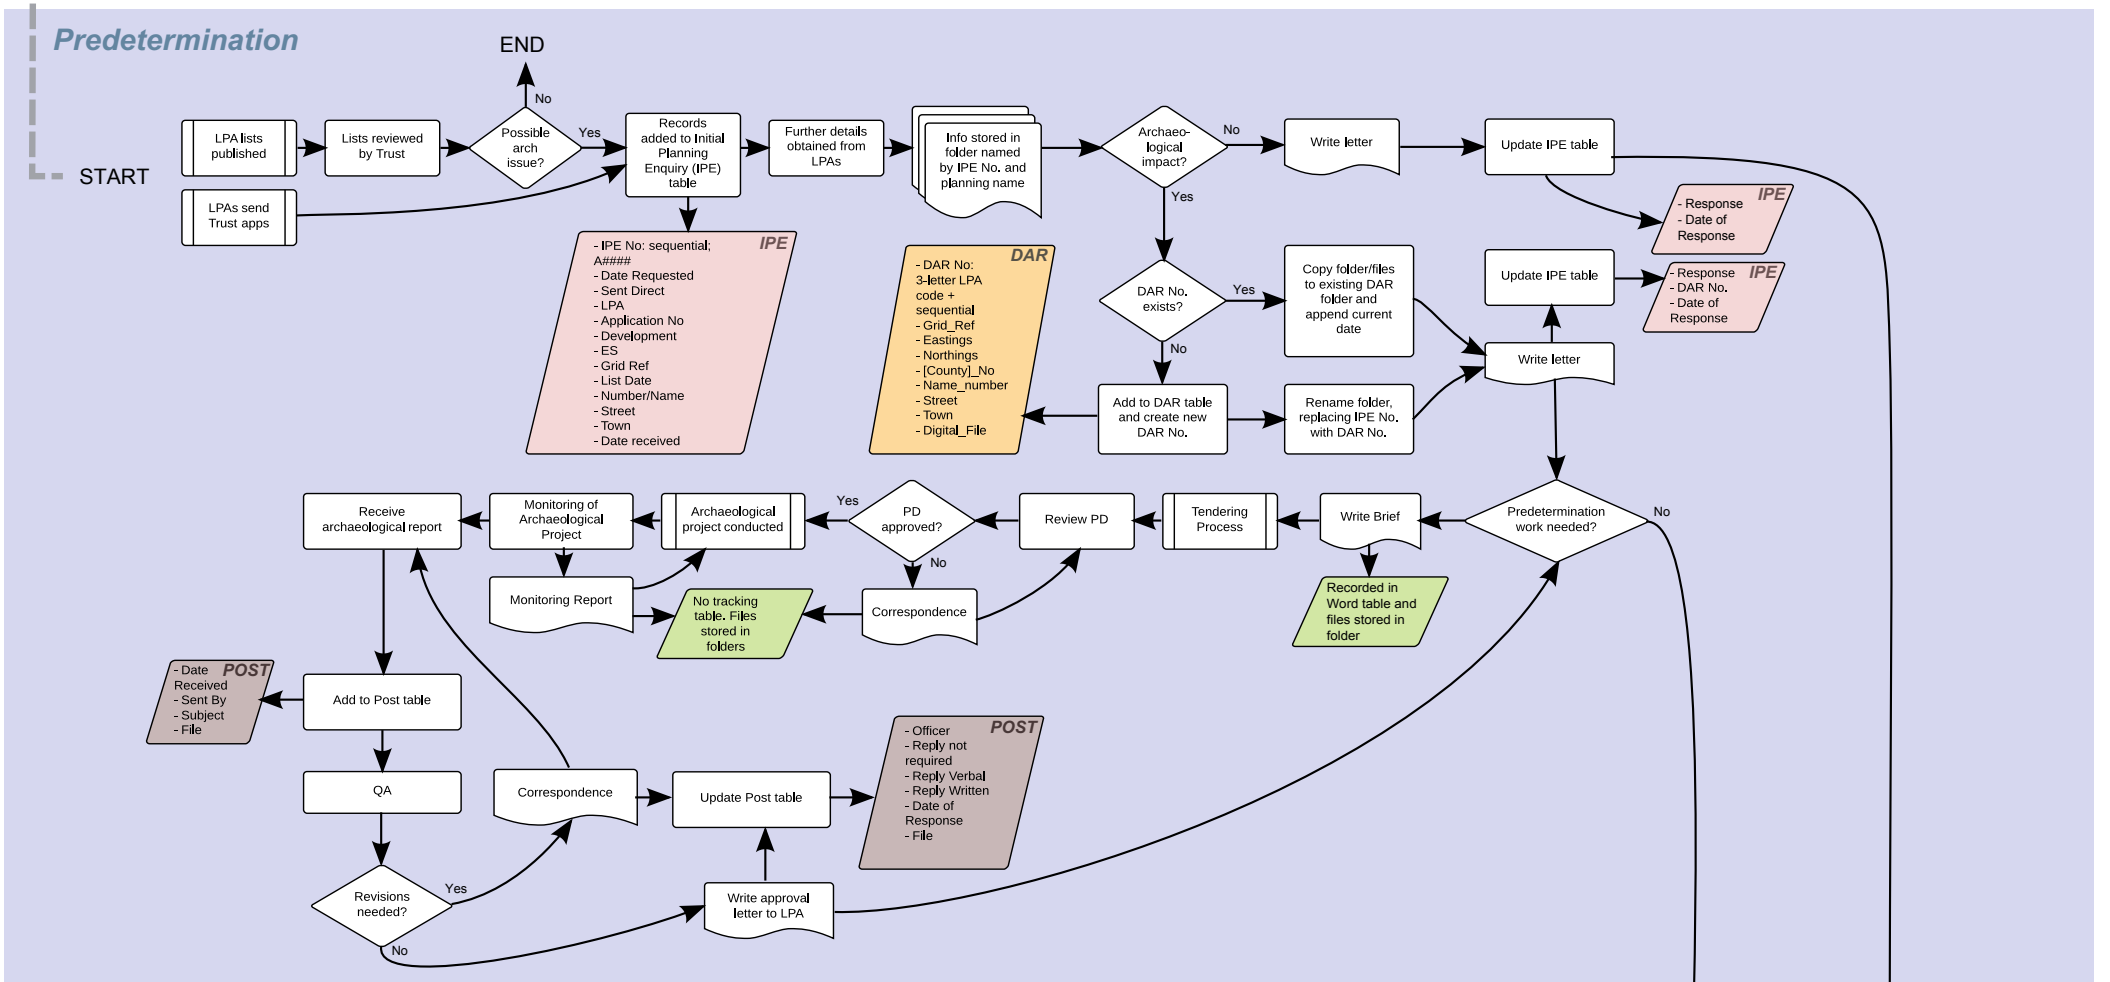 Predetermination
END
START
No
LPA lists
published
Lists reviewed
by Trust
Possible
arch
issue?
Yes
Records
added to Initial
Planning
Enquiry (IPE)
table
Further details
obtained from
LPAs
Info stored in
folder named
by IPE No. and
planning name
Archaeo-
logical
impact?
No
Write letter
Update IPE table
LPAs send
Trust apps
Yes
IPE
- Response
- Date of
Response
IPE
- IPE No: sequential;
A####
- Date Requested
- Sent Direct
- LPA
- Application No
- Development
- ES
- Grid Ref
- List Date
- Number/Name
- Street
- Town
- Date received
DAR
- DAR No:
3-letter LPA
code +
sequential
- Grid_Ref
- Eastings
- Northings
- [County]_No
- Name_number
- Street
- Town
- Digital_File
DAR No.
exists?
Yes
Copy folder/files
to existing DAR
folder and
append current
date
Update IPE table
IPE
- Response
- DAR No.
- Date of
Response
No
Write letter
Add to DAR table
and create new
DAR No.
Rename folder,
replacing IPE No.
with DAR No.
Receive
archaeological report
Monitoring of
Archaeological
Project
Archaeological
project conducted
Yes
PD
approved?
Review PD
Tendering
Process
Write Brief
Predetermination
work needed?
No
No
Monitoring Report
No tracking
table. Files
stored in
folders
Correspondence
Recorded in
Word table and
files stored in
folder
POST
- Date
Received
- Sent By
- Subject
- File
Add to Post table
QA
Correspondence
Update Post table
POST
- Officer
- Reply not
required
- Reply Verbal
- Reply Written
- Date of
Response
- File
Revisions
needed?
Yes
Write approval
letter to LPA
No